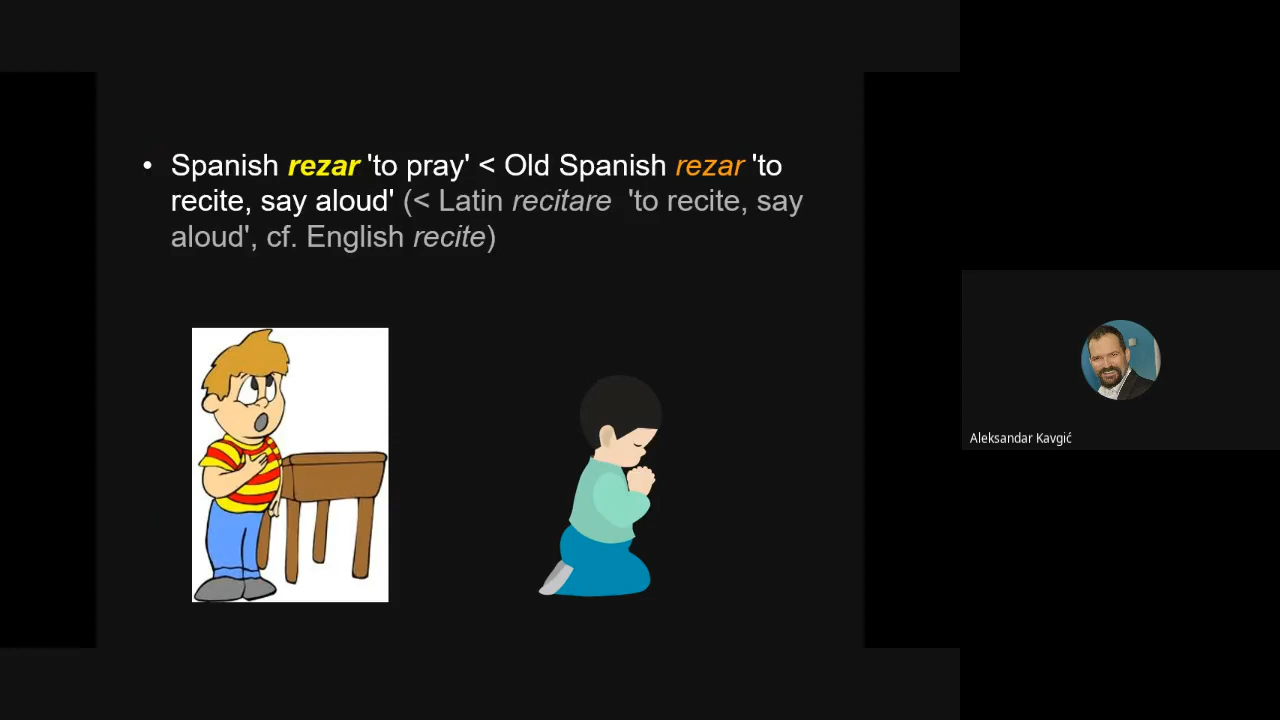 • Spanish rezar 'to pray' < Old Spanish rezar 'to
recite, say aloud' (< Latin recitare 'to recite, say
aloud', cf. English recite)
Aleksandar Kavgić